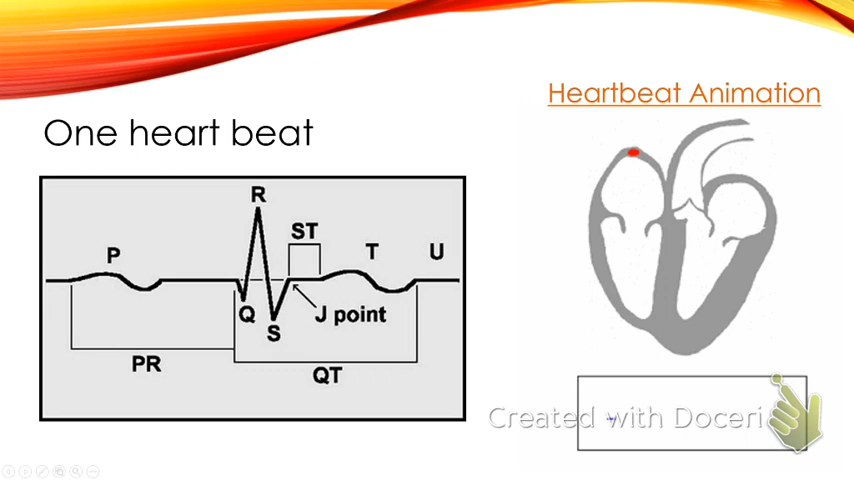 Heartbeat Animation
One heart beat
R
ST
P
T
U
Q
J point
S
PR
QT
Created with Doceri